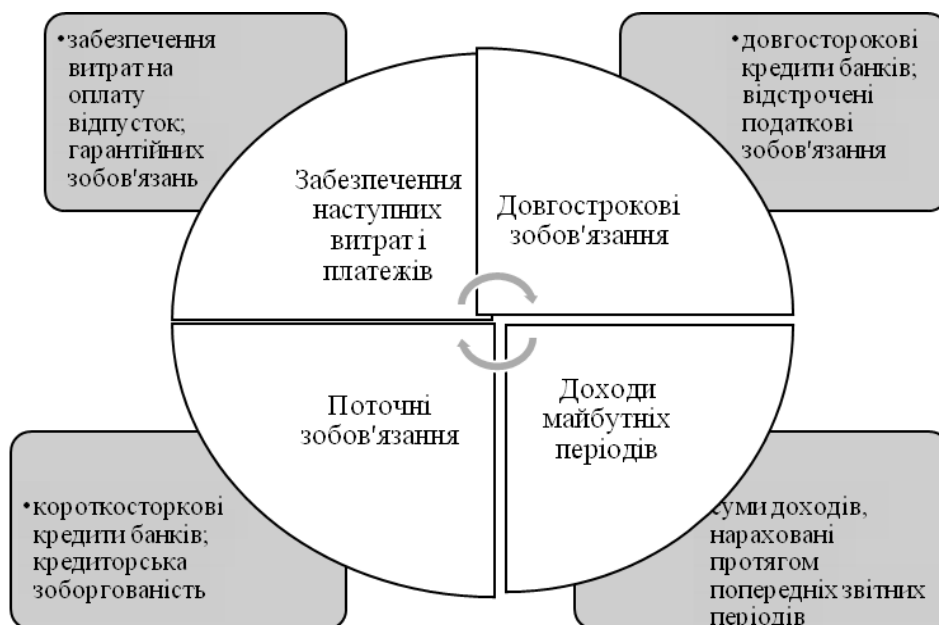 •забезпечення
витрат на
оплату
відпусток;
гарантійних
зобов'язань
•довгосторокові
кредити банків;
відстрочені
податкові
зобов'язання
Забезпечення
наступних
витрат і
платежів
Довгострокові
зобов'язання
Поточні
зобов'язання
Доходи
майбутніх
періодів
•короткосторкові
кредити банків;
кредиторська
зоборгованість
суми доходів,
нараховані
протягом
попередніх звітних
періодів